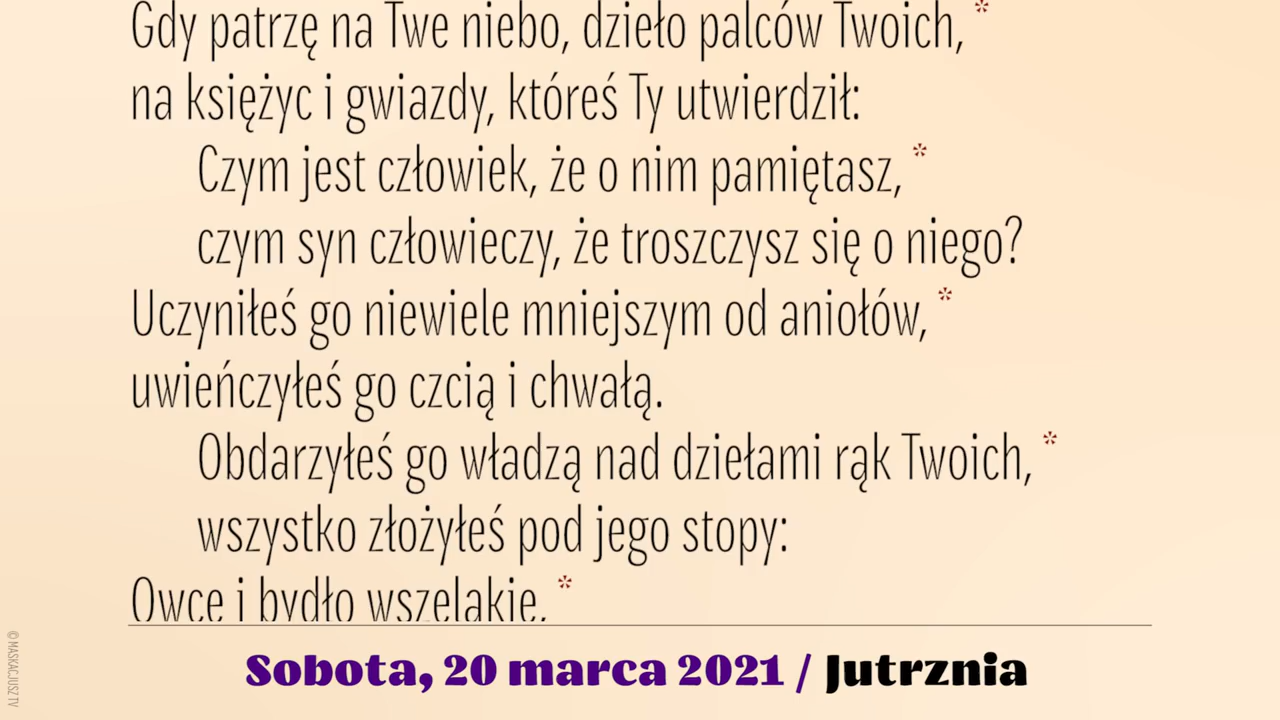 Gdy patrzę na Twe niebo, dzieło palców Twoich, *
na księżyc i gwiazdy, któreś Ty utwierdził:
Czym jest człowiek, że o nim pamiętasz, *
czym syn człowieczy, że troszczysz się o niego?
Uczyniłeś go niewiele mniejszym od aniołów, *
uwieńczyłeś go czcią i chwałą.
Obdarzyłeś go władzą nad dziełami rąk Twoich, *
wszystko złożyłeś pod jego stopy:
Owce i bydło wszelakie, *
Sobota, 20 marca 2021 / Jutrznia
© MASKACJUSZ TV